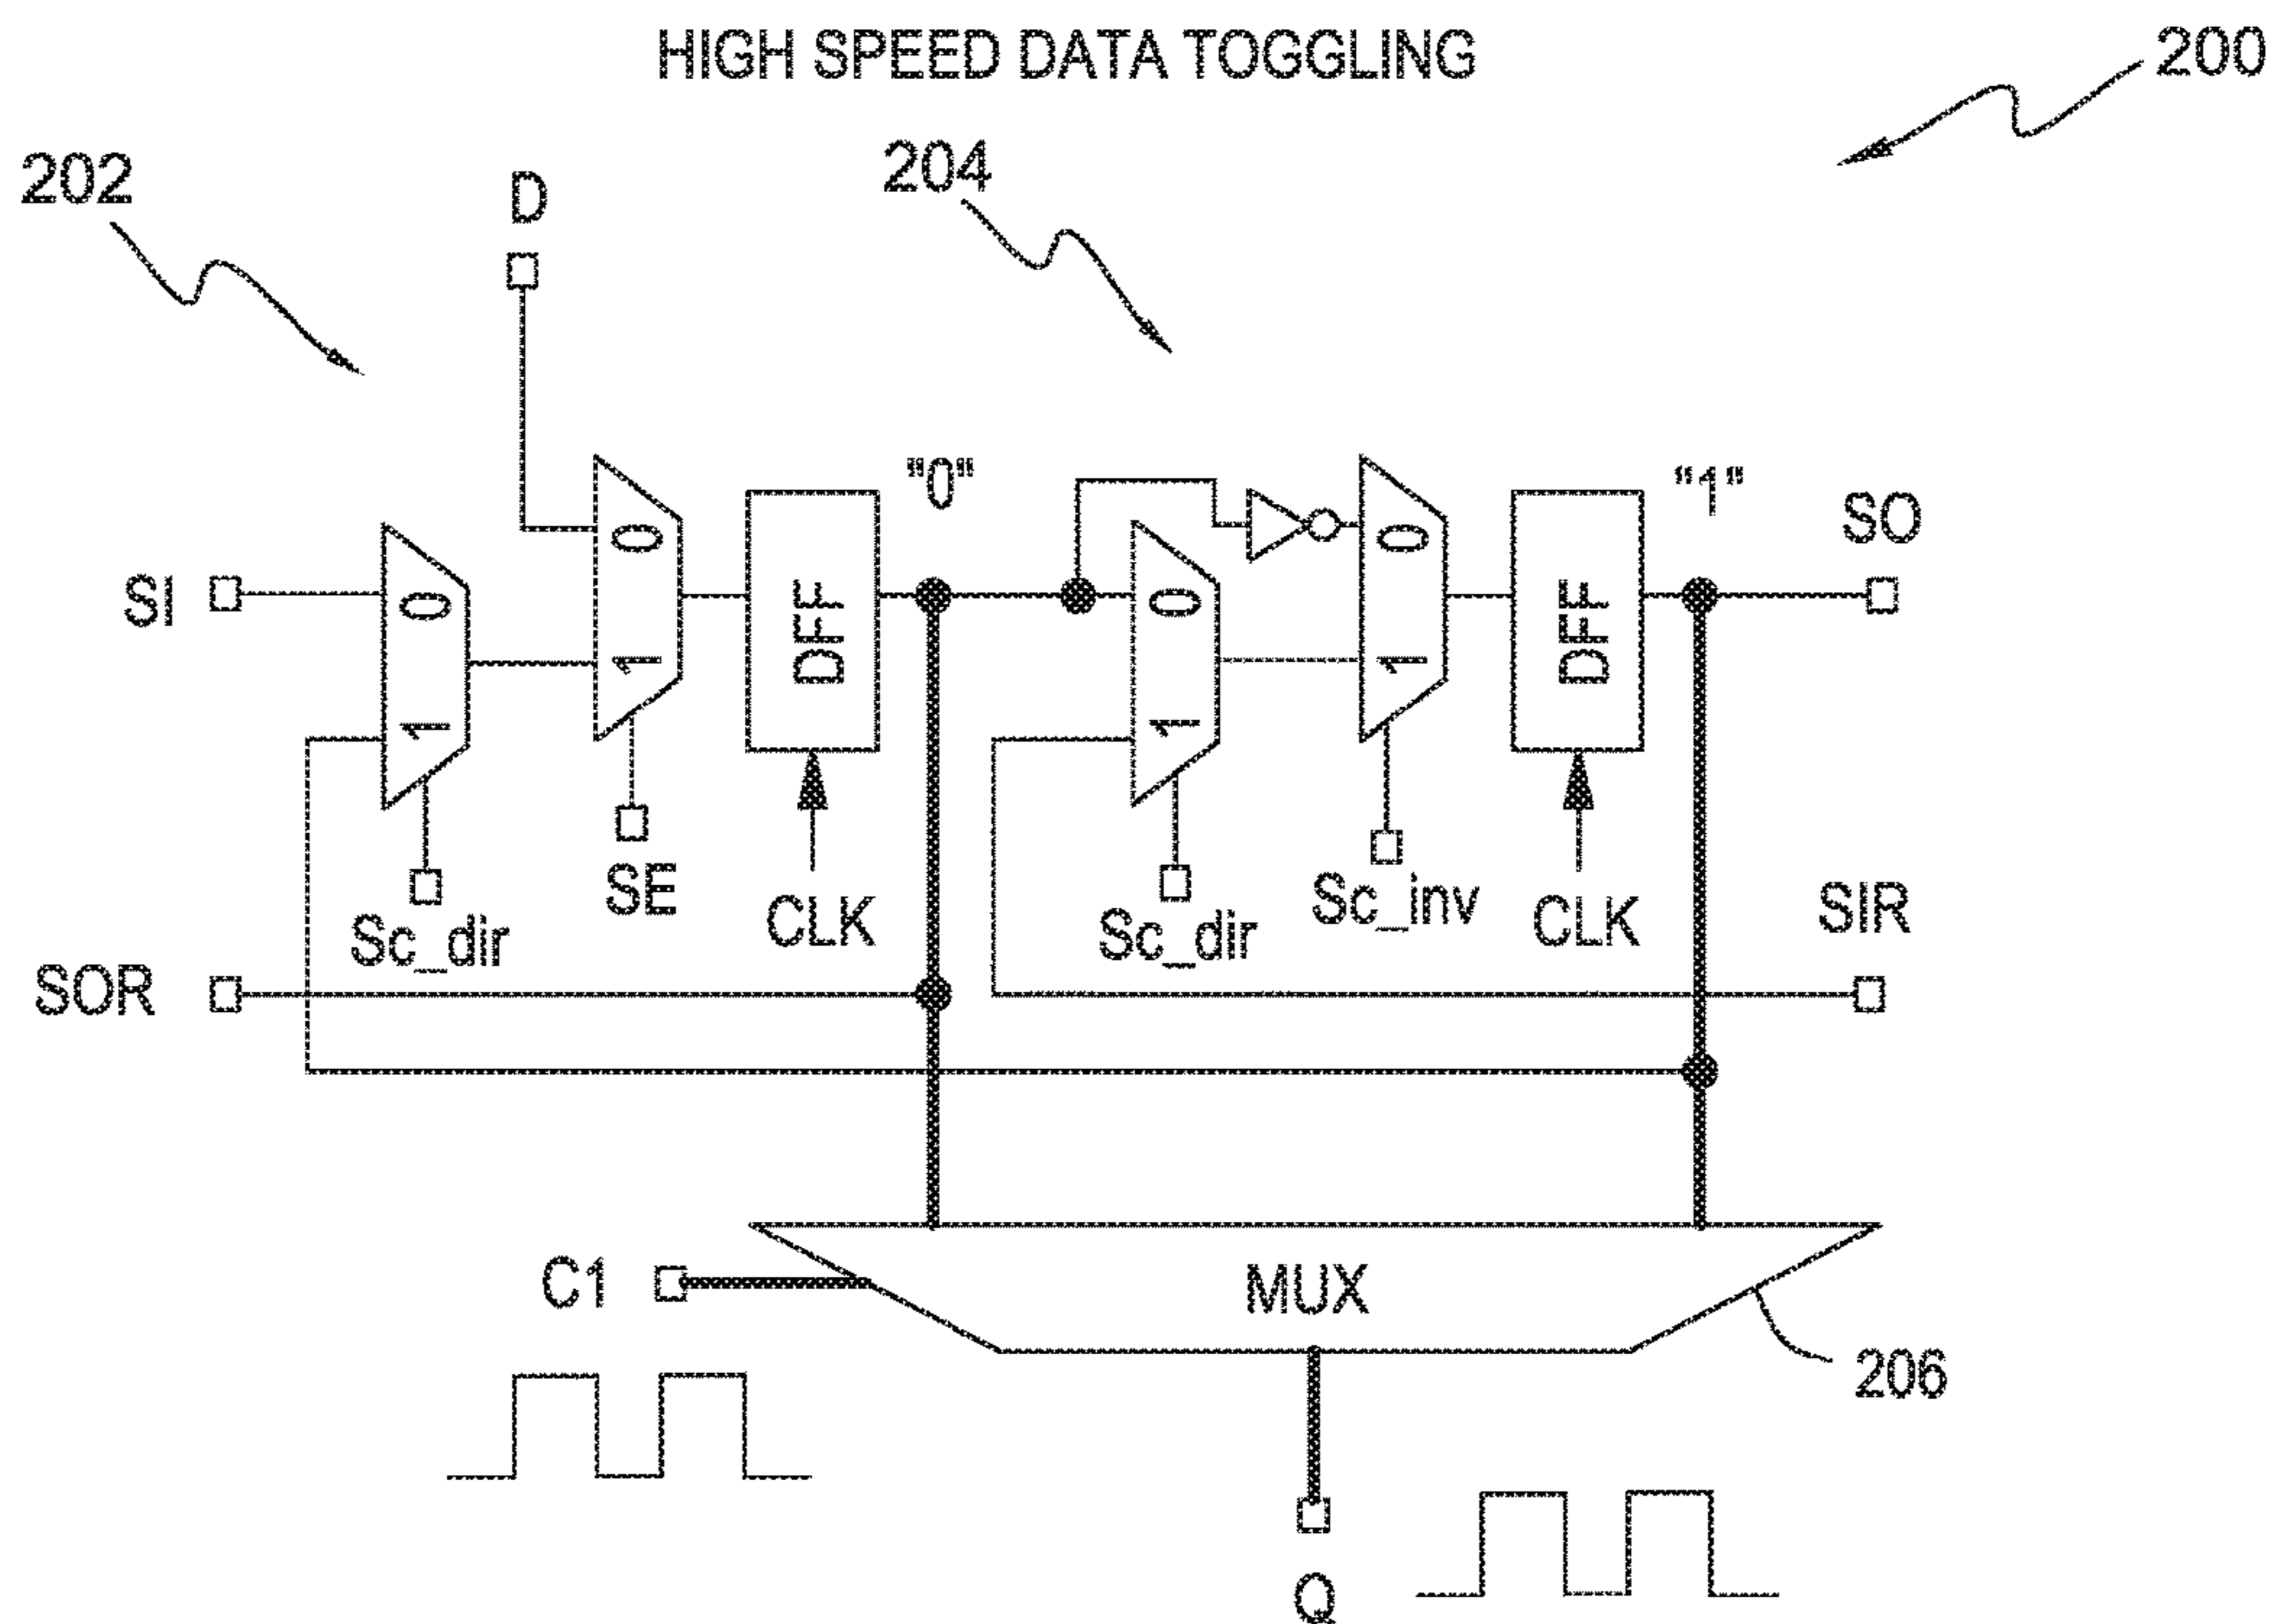 HIGH SPEED DATA TOGGLING
200
202
D
204
"0"
"1"
SO
SI
0
1
0
1
DFF
0
1
0
1
DFF
Sc_dir
SE
CLK
Sc_dir
Sc_inv
CLK
SIR
SOR
C1
MUX
206
Q